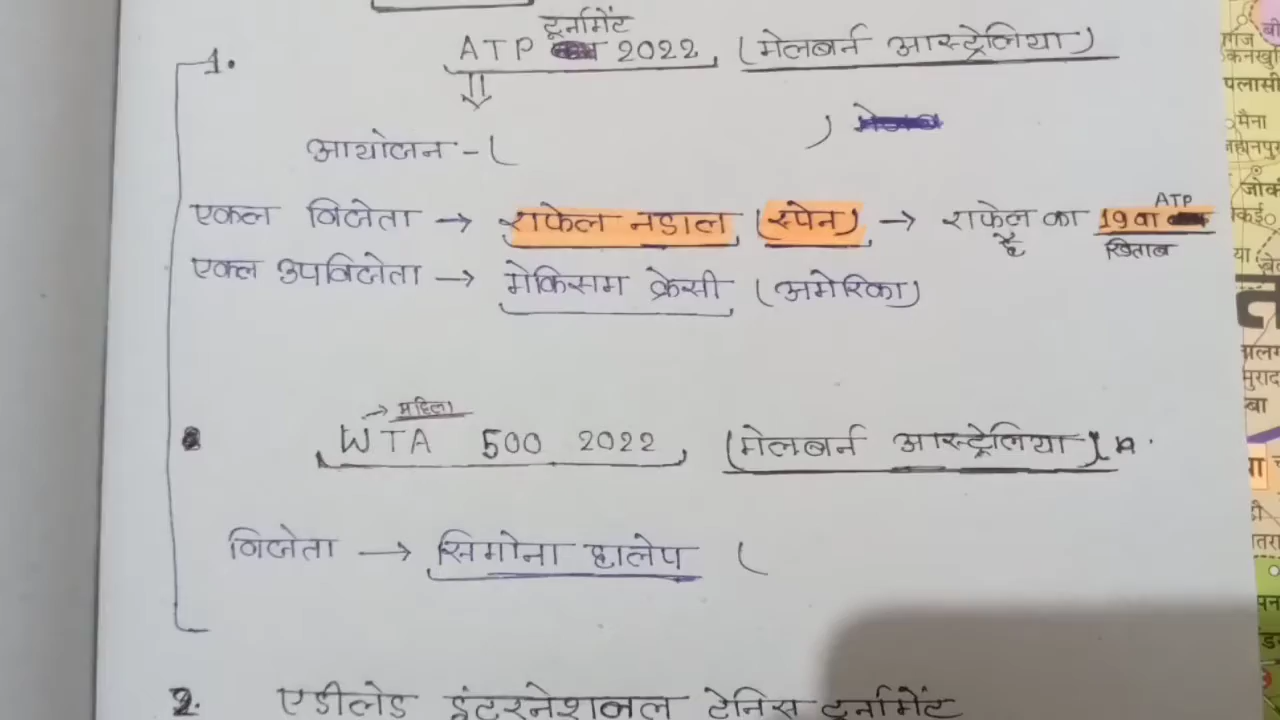 1. ATP टूर्नामेंट 2022 (मेलबर्न आस्ट्रेलिया)
आयोजन - ( )
एकल विजेता → राफेल नडाल (स्पेन) → राफेल का 19वा ATP खिताब है
एकल उपविजेता → मेकिसम क्रेसी (अमेरिका)
→ महिला
WTA 500 2022 (मेलबर्न आस्ट्रेलिया)
विजेता → सिमोना हालेप (
2. एडीलेड इंटरनेशनल टेनिस टूर्नामेंट
पलासी
मैना